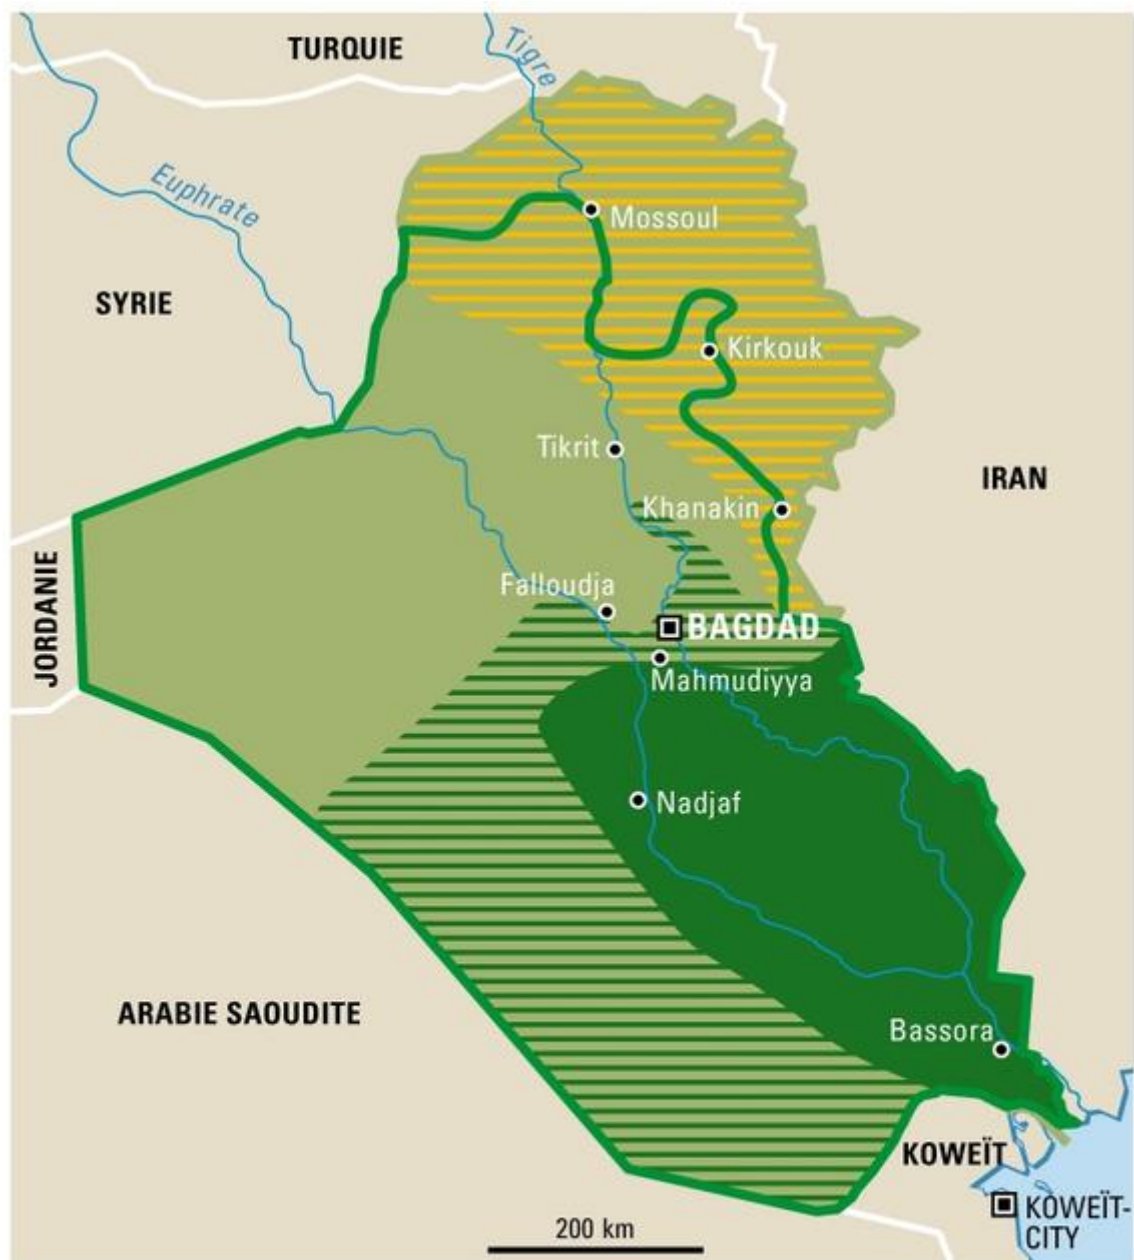 TURQUIE
Tigre
Euphrate
Mossoul
SYRIE
Kirkouk
Tikrit
IRAN
Khanakin
JORDANIE
Falloudja
BAGDAD
Mahmudiyya
Nadjaf
ARABIE SAOUDITE
Bassora
KOWEÏT
KOWEÏT-
CITY
200 km